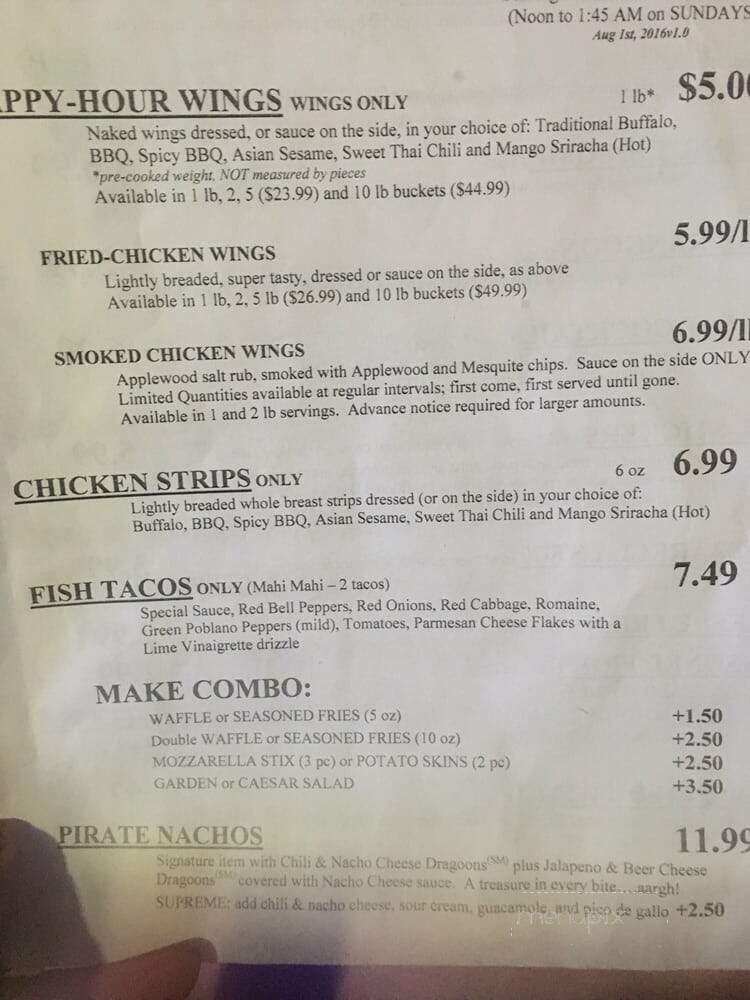 (Noon to 1:45 AM on SUNDAYS
Aug 1st, 2016v1.0
APPY-HOUR WINGS WINGS ONLY 1 lb* $5.00
Naked wings dressed, or sauce on the side, in your choice of: Traditional Buffalo,
BBQ, Spicy BBQ, Asian Sesame, Sweet Thai Chili and Mango Sriracha (Hot)
*pre-cooked weight, NOT measured by pieces
Available in 1 lb, 2, 5 ($23.99) and 10 lb buckets ($44.99)
FRIED-CHICKEN WINGS 5.99/l
Lightly breaded, super tasty, dressed or sauce on the side, as above
Available in 1 lb, 2, 5 lb ($26.99) and 10 lb buckets ($49.99)
SMOKED CHICKEN WINGS 6.99/l
Applewood salt rub, smoked with Applewood and Mesquite chips. Sauce on the side ONLY
Limited Quantities available at regular intervals; first come, first served until gone.
Available in 1 and 2 lb servings. Advance notice required for larger amounts.
CHICKEN STRIPS ONLY 6 oz 6.99
Lightly breaded whole breast strips dressed (or on the side) in your choice of:
Buffalo, BBQ, Spicy BBQ, Asian Sesame, Sweet Thai Chili and Mango Sriracha (Hot)
FISH TACOS ONLY (Mahi Mahi – 2 tacos) 7.49
Special Sauce, Red Bell Peppers, Red Onions, Red Cabbage, Romaine,
Green Poblano Peppers (mild), Tomatoes, Parmesan Cheese Flakes with a
Lime Vinaigrette drizzle
MAKE COMBO:
WAFFLE or SEASONED FRIES (5 oz) +1.50
Double WAFFLE or SEASONED FRIES (10 oz) +2.50
MOZZARELLA STIX (3 pc) or POTATO SKINS (2 pc) +2.50
GARDEN or CAESAR SALAD +3.50
PIRATE NACHOS 11.99
Signature item with Chili & Nacho Cheese Dragoons(SM) plus Jalapeno & Beer Cheese
Dragoons(SM) covered with Nacho Cheese sauce. A treasure in every bite....aargh!
SUPREME: add chili & nacho cheese, sour cream, guacamole, and pico de gallo +2.50
menupix